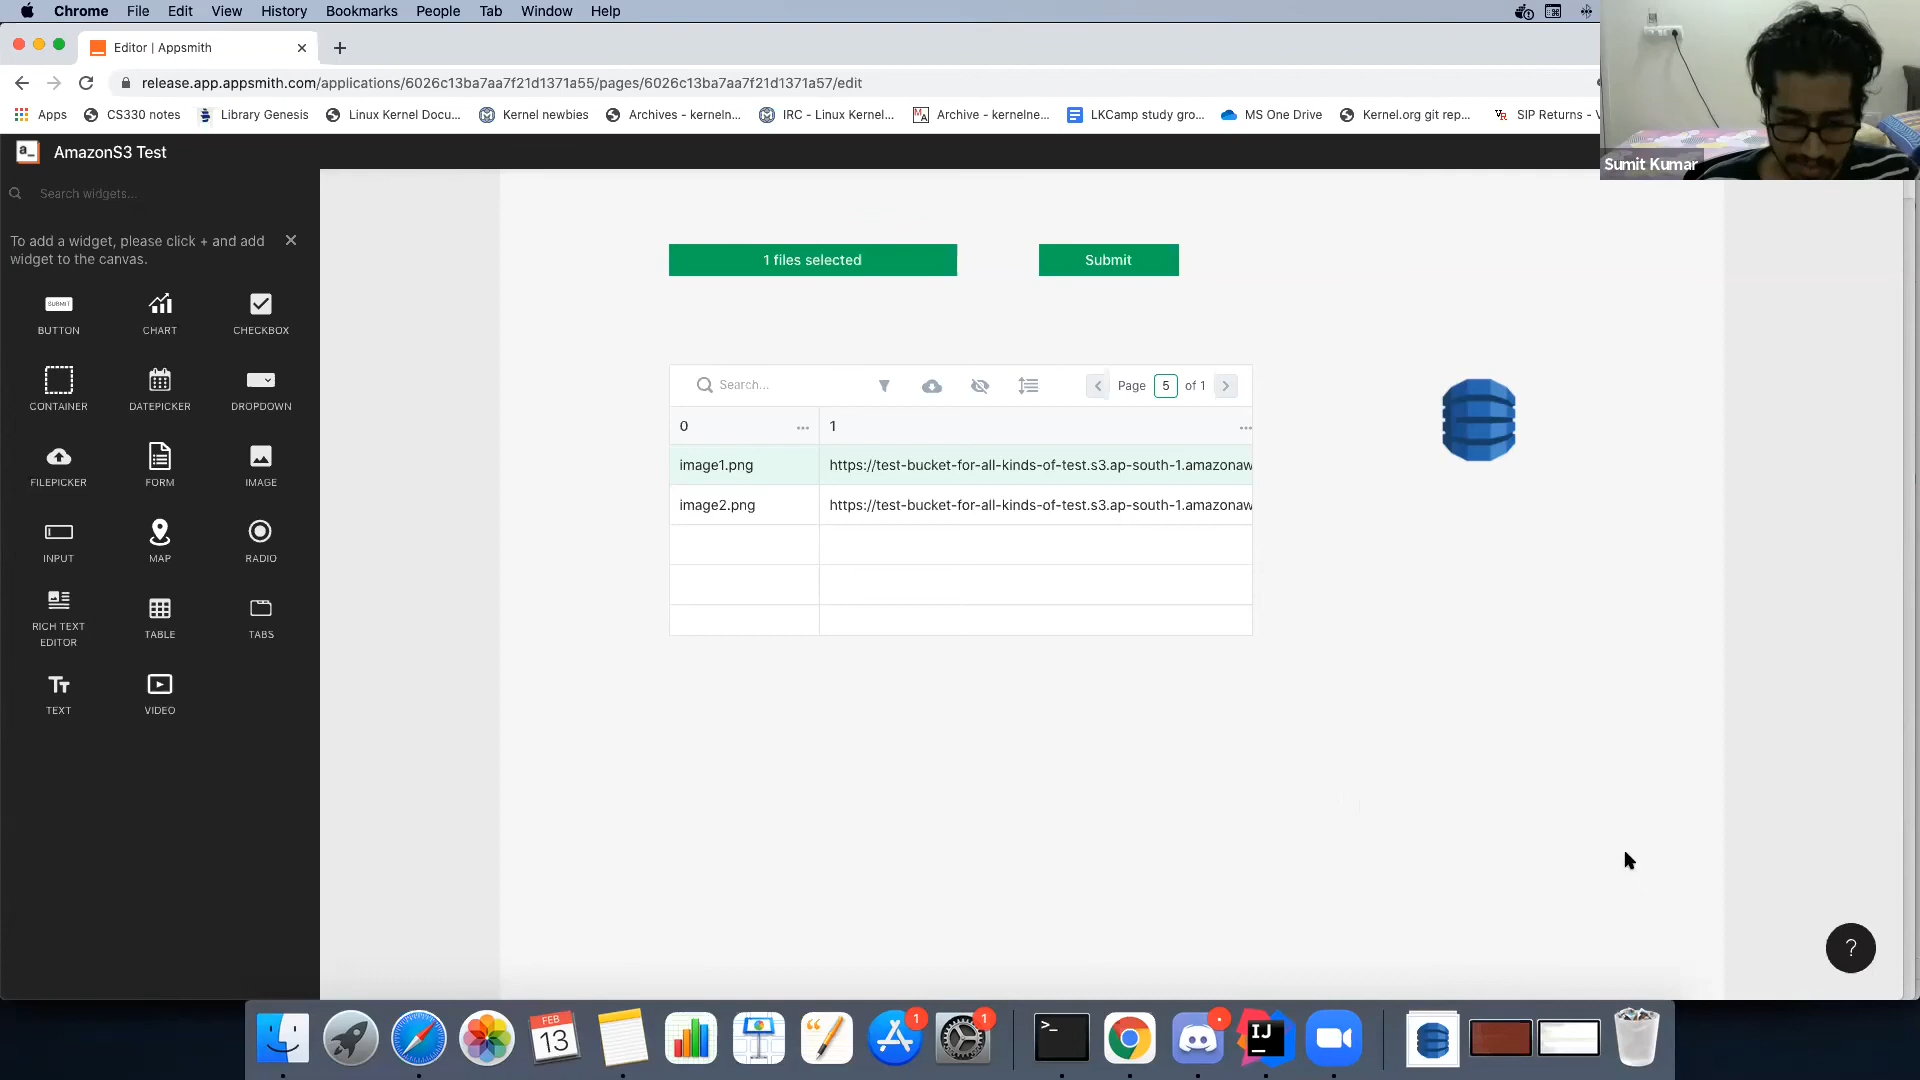 Chrome File Edit View History Bookmarks People Tab Window Help
Editor | Appsmith
release.app.appsmith.com/applications/6026c13ba7aa7f21d1371a55/pages/6026c13ba7aa7f21d1371a57/edit
Apps CS330 notes Library Genesis Linux Kernel Docu... Kernel newbies Archives - kerneln... IRC - Linux Kernel... Archive - kernelne... LKCamp study gro... MS One Drive Kernel.org git rep... SIP Returns - V
Sumit Kumar
a_ AmazonS3 Test
Search widgets...
To add a widget, please click + and add
widget to the canvas.
SUBMIT
BUTTON CHART CHECKBOX
CONTAINER DATEPICKER DROPDOWN
FILEPICKER FORM IMAGE
INPUT MAP RADIO
RICH TEXT
EDITOR
TABLE TABS
TT
TEXT VIDEO
1 files selected Submit
Search... Page 5 of 1
0 ... 1 ...
image1.png https://test-bucket-for-all-kinds-of-test.s3.ap-south-1.amazonaw
image2.png https://test-bucket-for-all-kinds-of-test.s3.ap-south-1.amazonaw
?
FEB
13
1
1
>_
IJ